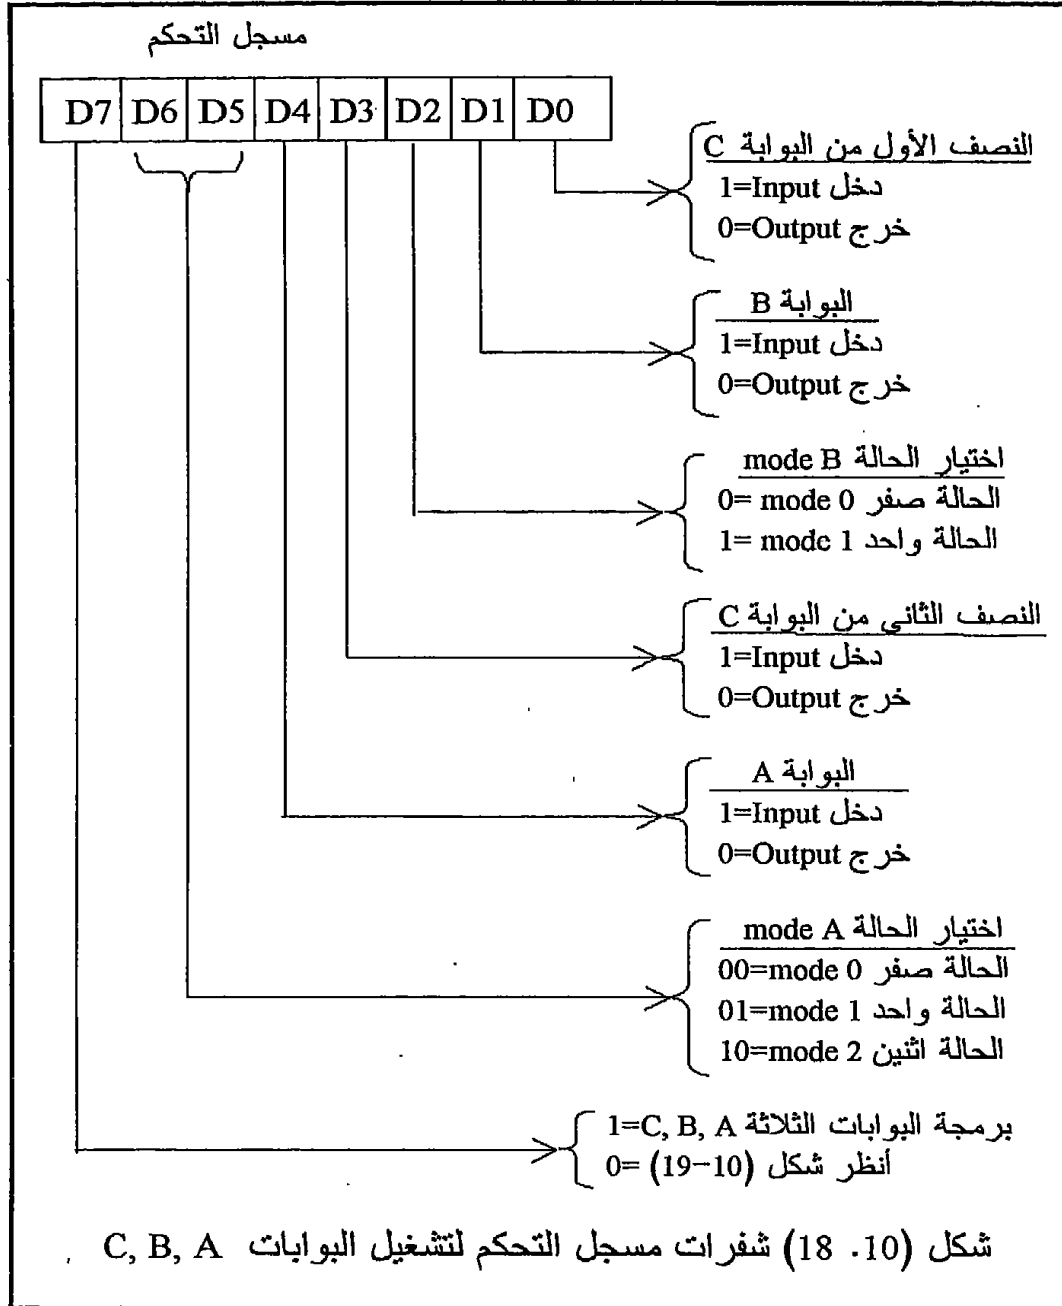 مسجل التحكم
D7 D6 D5 D4 D3 D2 D1 D0
النصف الأول من البوابة C
1=Input دخل
0=Output خرج
البوابة B
1=Input دخل
0=Output خرج
اختيار الحالة mode B
0= mode 0 الحالة صفر
1= mode 1 الحالة واحد
النصف الثانى من البوابة C
1=Input دخل
0=Output خرج
البوابة A
1=Input دخل
0=Output خرج
اختيار الحالة mode A
00=mode 0 الحالة صفر
01=mode 1 الحالة واحد
10=mode 2 الحالة اثنين
برمجة البوابات الثلاثة 1=C, B, A
أنظر شكل (10-19) =0
شكل (10. 18) شفرات مسجل التحكم لتشغيل البوابات C, B, A